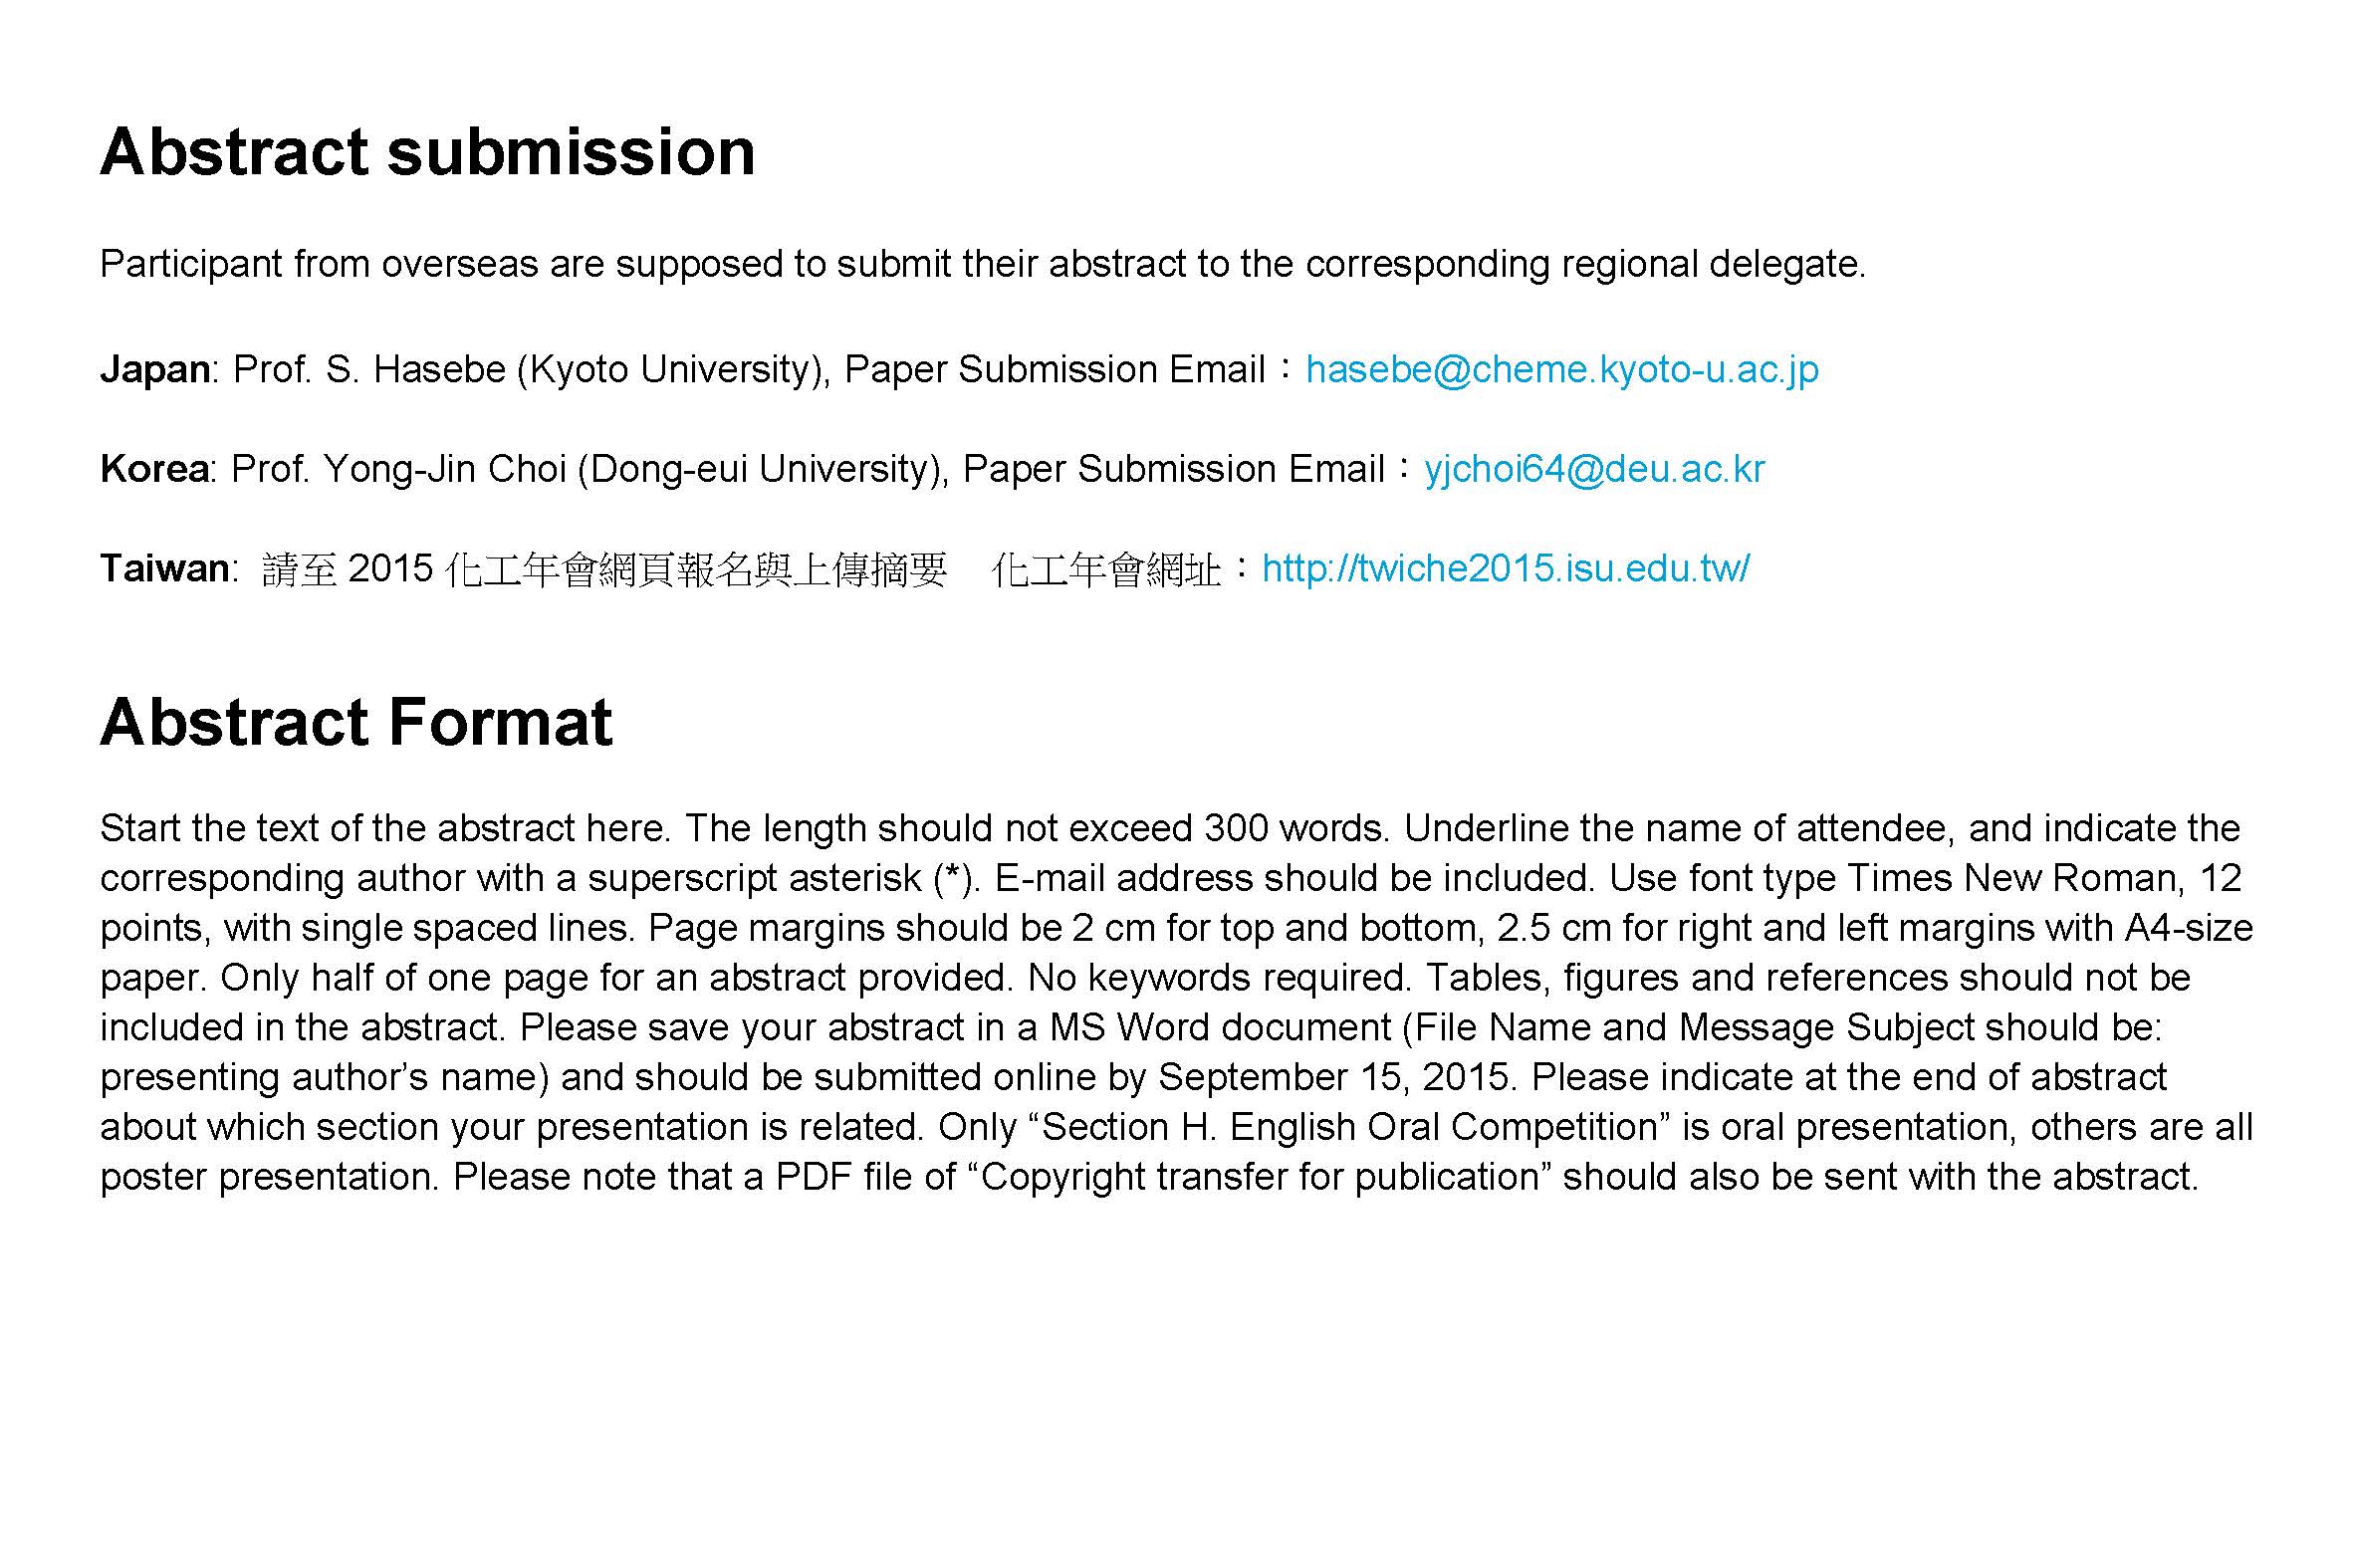 Abstract submission
Participant from overseas are supposed to submit their abstract to the corresponding regional delegate.
Japan: Prof. S. Hasebe (Kyoto University), Paper Submission Email：hasebe@cheme.kyoto-u.ac.jp
Korea: Prof. Yong-Jin Choi (Dong-eui University), Paper Submission Email：yjchoi64@deu.ac.kr
Taiwan: 請至 2015 化工年會網頁報名與上傳摘要　化工年會網址：http://twiche2015.isu.edu.tw/
Abstract Format
Start the text of the abstract here. The length should not exceed 300 words. Underline the name of attendee, and indicate the
corresponding author with a superscript asterisk (*). E-mail address should be included. Use font type Times New Roman, 12
points, with single spaced lines. Page margins should be 2 cm for top and bottom, 2.5 cm for right and left margins with A4-size
paper. Only half of one page for an abstract provided. No keywords required. Tables, figures and references should not be
included in the abstract. Please save your abstract in a MS Word document (File Name and Message Subject should be:
presenting author’s name) and should be submitted online by September 15, 2015. Please indicate at the end of abstract
about which section your presentation is related. Only “Section H. English Oral Competition” is oral presentation, others are all
poster presentation. Please note that a PDF file of “Copyright transfer for publication” should also be sent with the abstract.